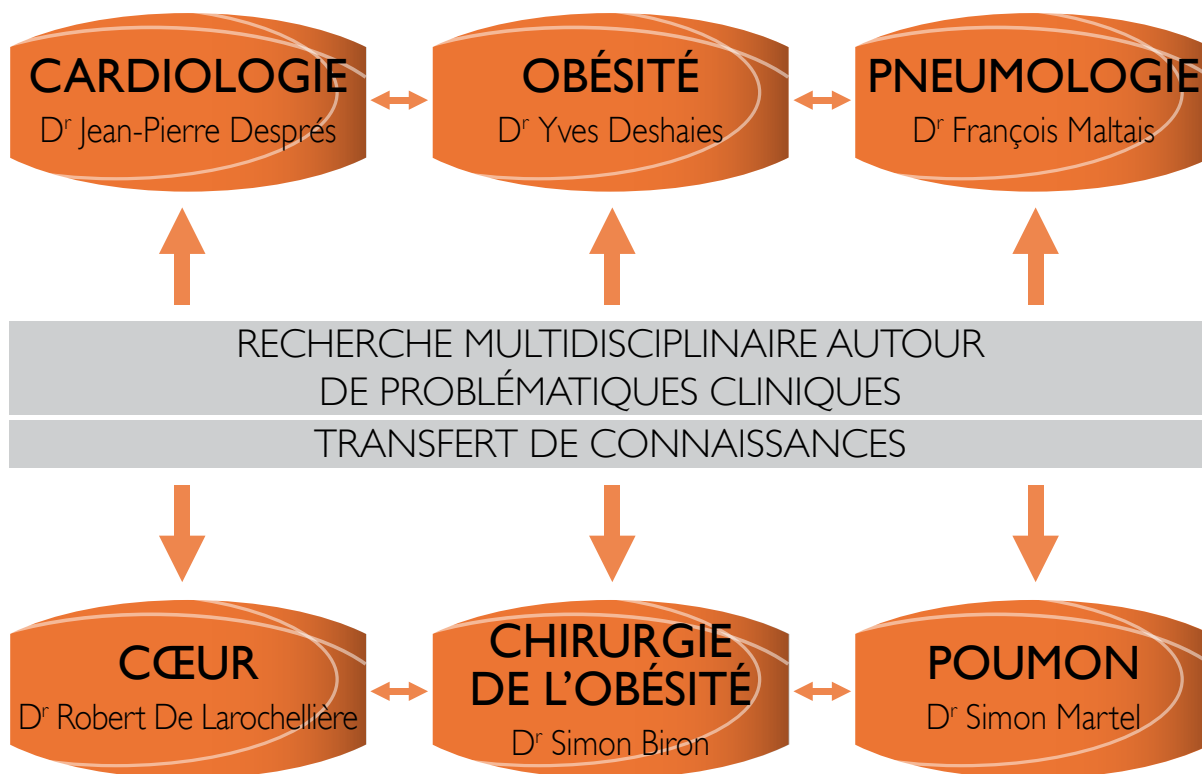 CARDIOLOGIE
Dr Jean-Pierre Després
OBÉSITÉ
Dr Yves Deshaies
PNEUMOLOGIE
Dr François Maltais
RECHERCHE MULTIDISCIPLINAIRE AUTOUR
DE PROBLÉMATIQUES CLINIQUES
TRANSFERT DE CONNAISSANCES
CŒUR
Dr Robert De Larochellière
CHIRURGIE
DE L’OBÉSITÉ
Dr Simon Biron
POUMON
Dr Simon Martel